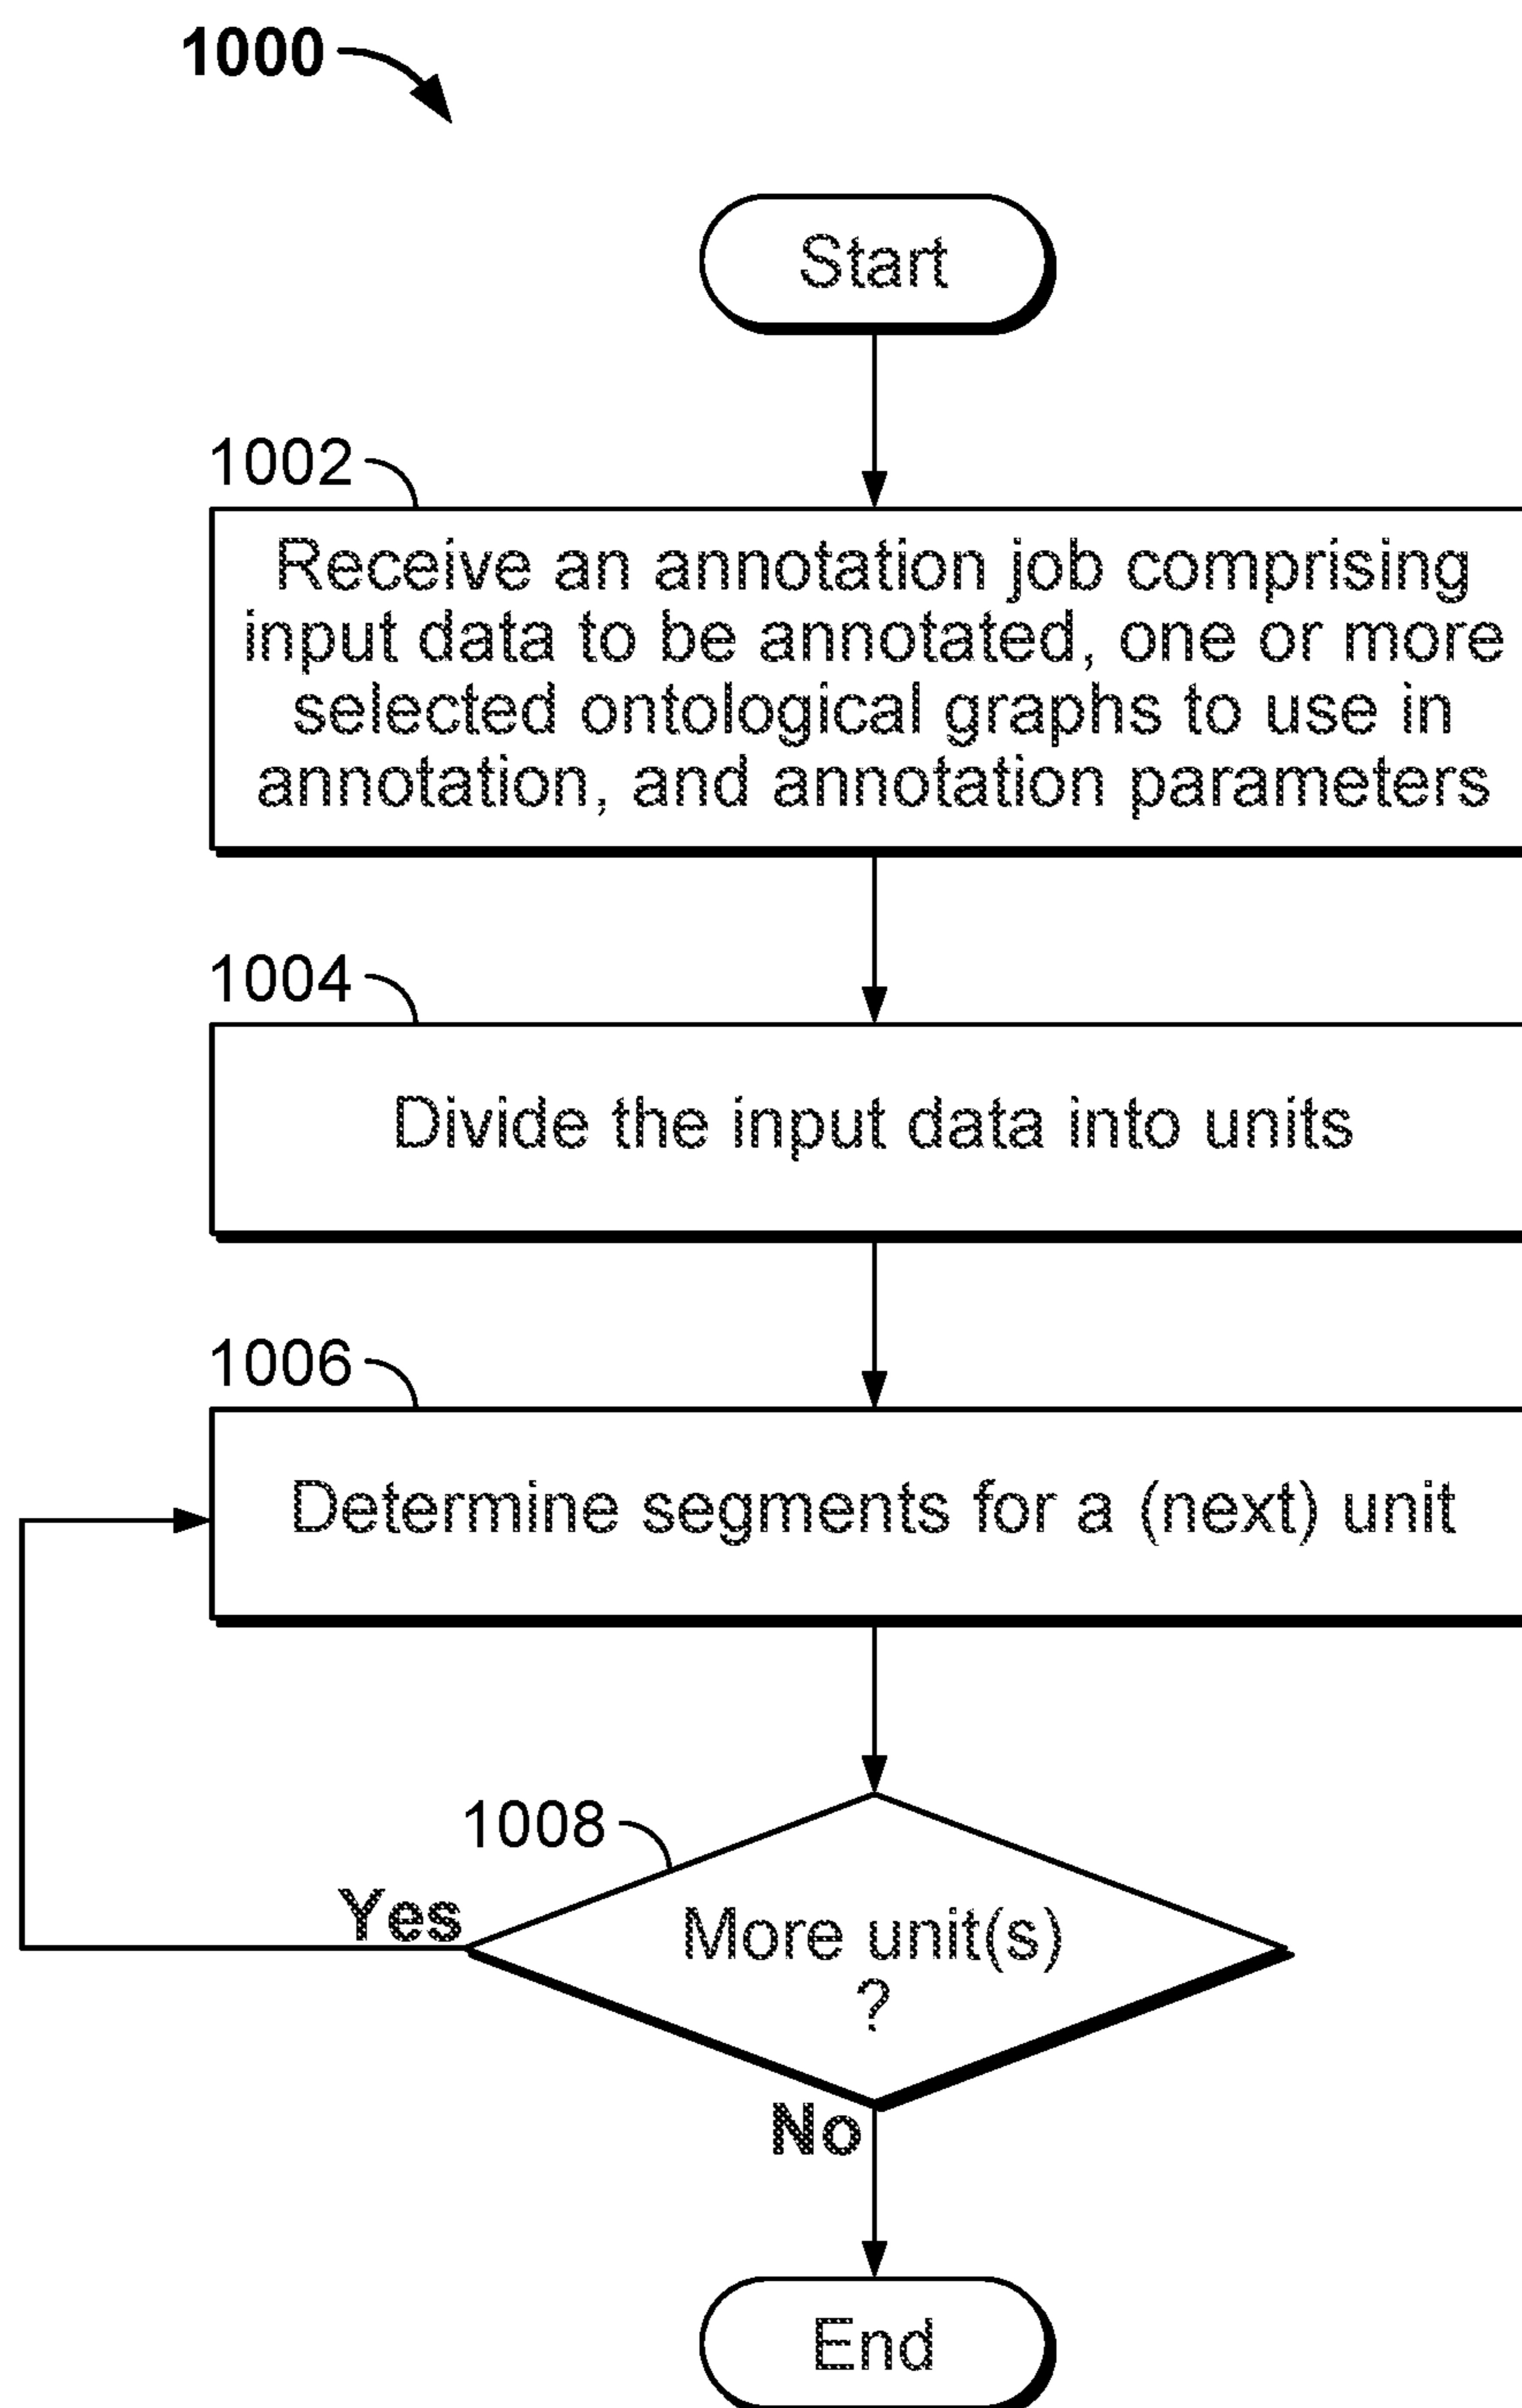 1000
Start
1002
Receive an annotation job comprising
input data to be annotated, one or more
selected ontological graphs to use in
annotation, and annotation parameters
1004
Divide the input data into units
1006
Determine segments for a (next) unit
1008
Yes
More unit(s)
?
No
End